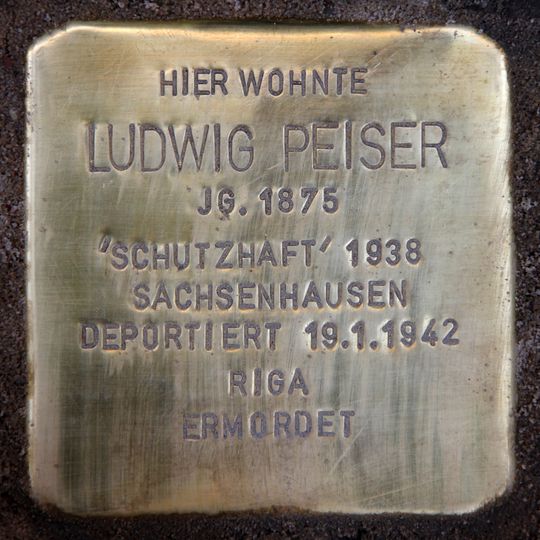 HIER WOHNTE
LUDWIG PEISER
JG. 1875
'SCHUTZHAFT' 1938
SACHSENHAUSEN
DEPORTIERT 19.1.1942
RIGA
ERMORDET